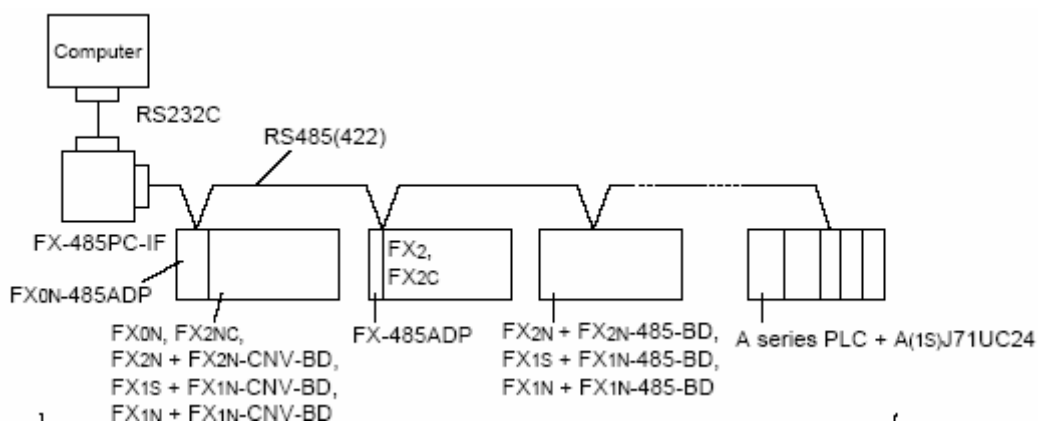 Computer
RS232C
RS485(422)
FX-485PC-IF
FX2,
FX2C
FX0N-485ADP
FX0N, FX2NC,
FX2N + FX2N-CNV-BD,
FX1S + FX1N-CNV-BD,
FX1N + FX1N-CNV-BD
FX-485ADP
FX2N + FX2N-485-BD,
FX1S + FX1N-485-BD,
FX1N + FX1N-485-BD
A series PLC + A(1S)J71UC24